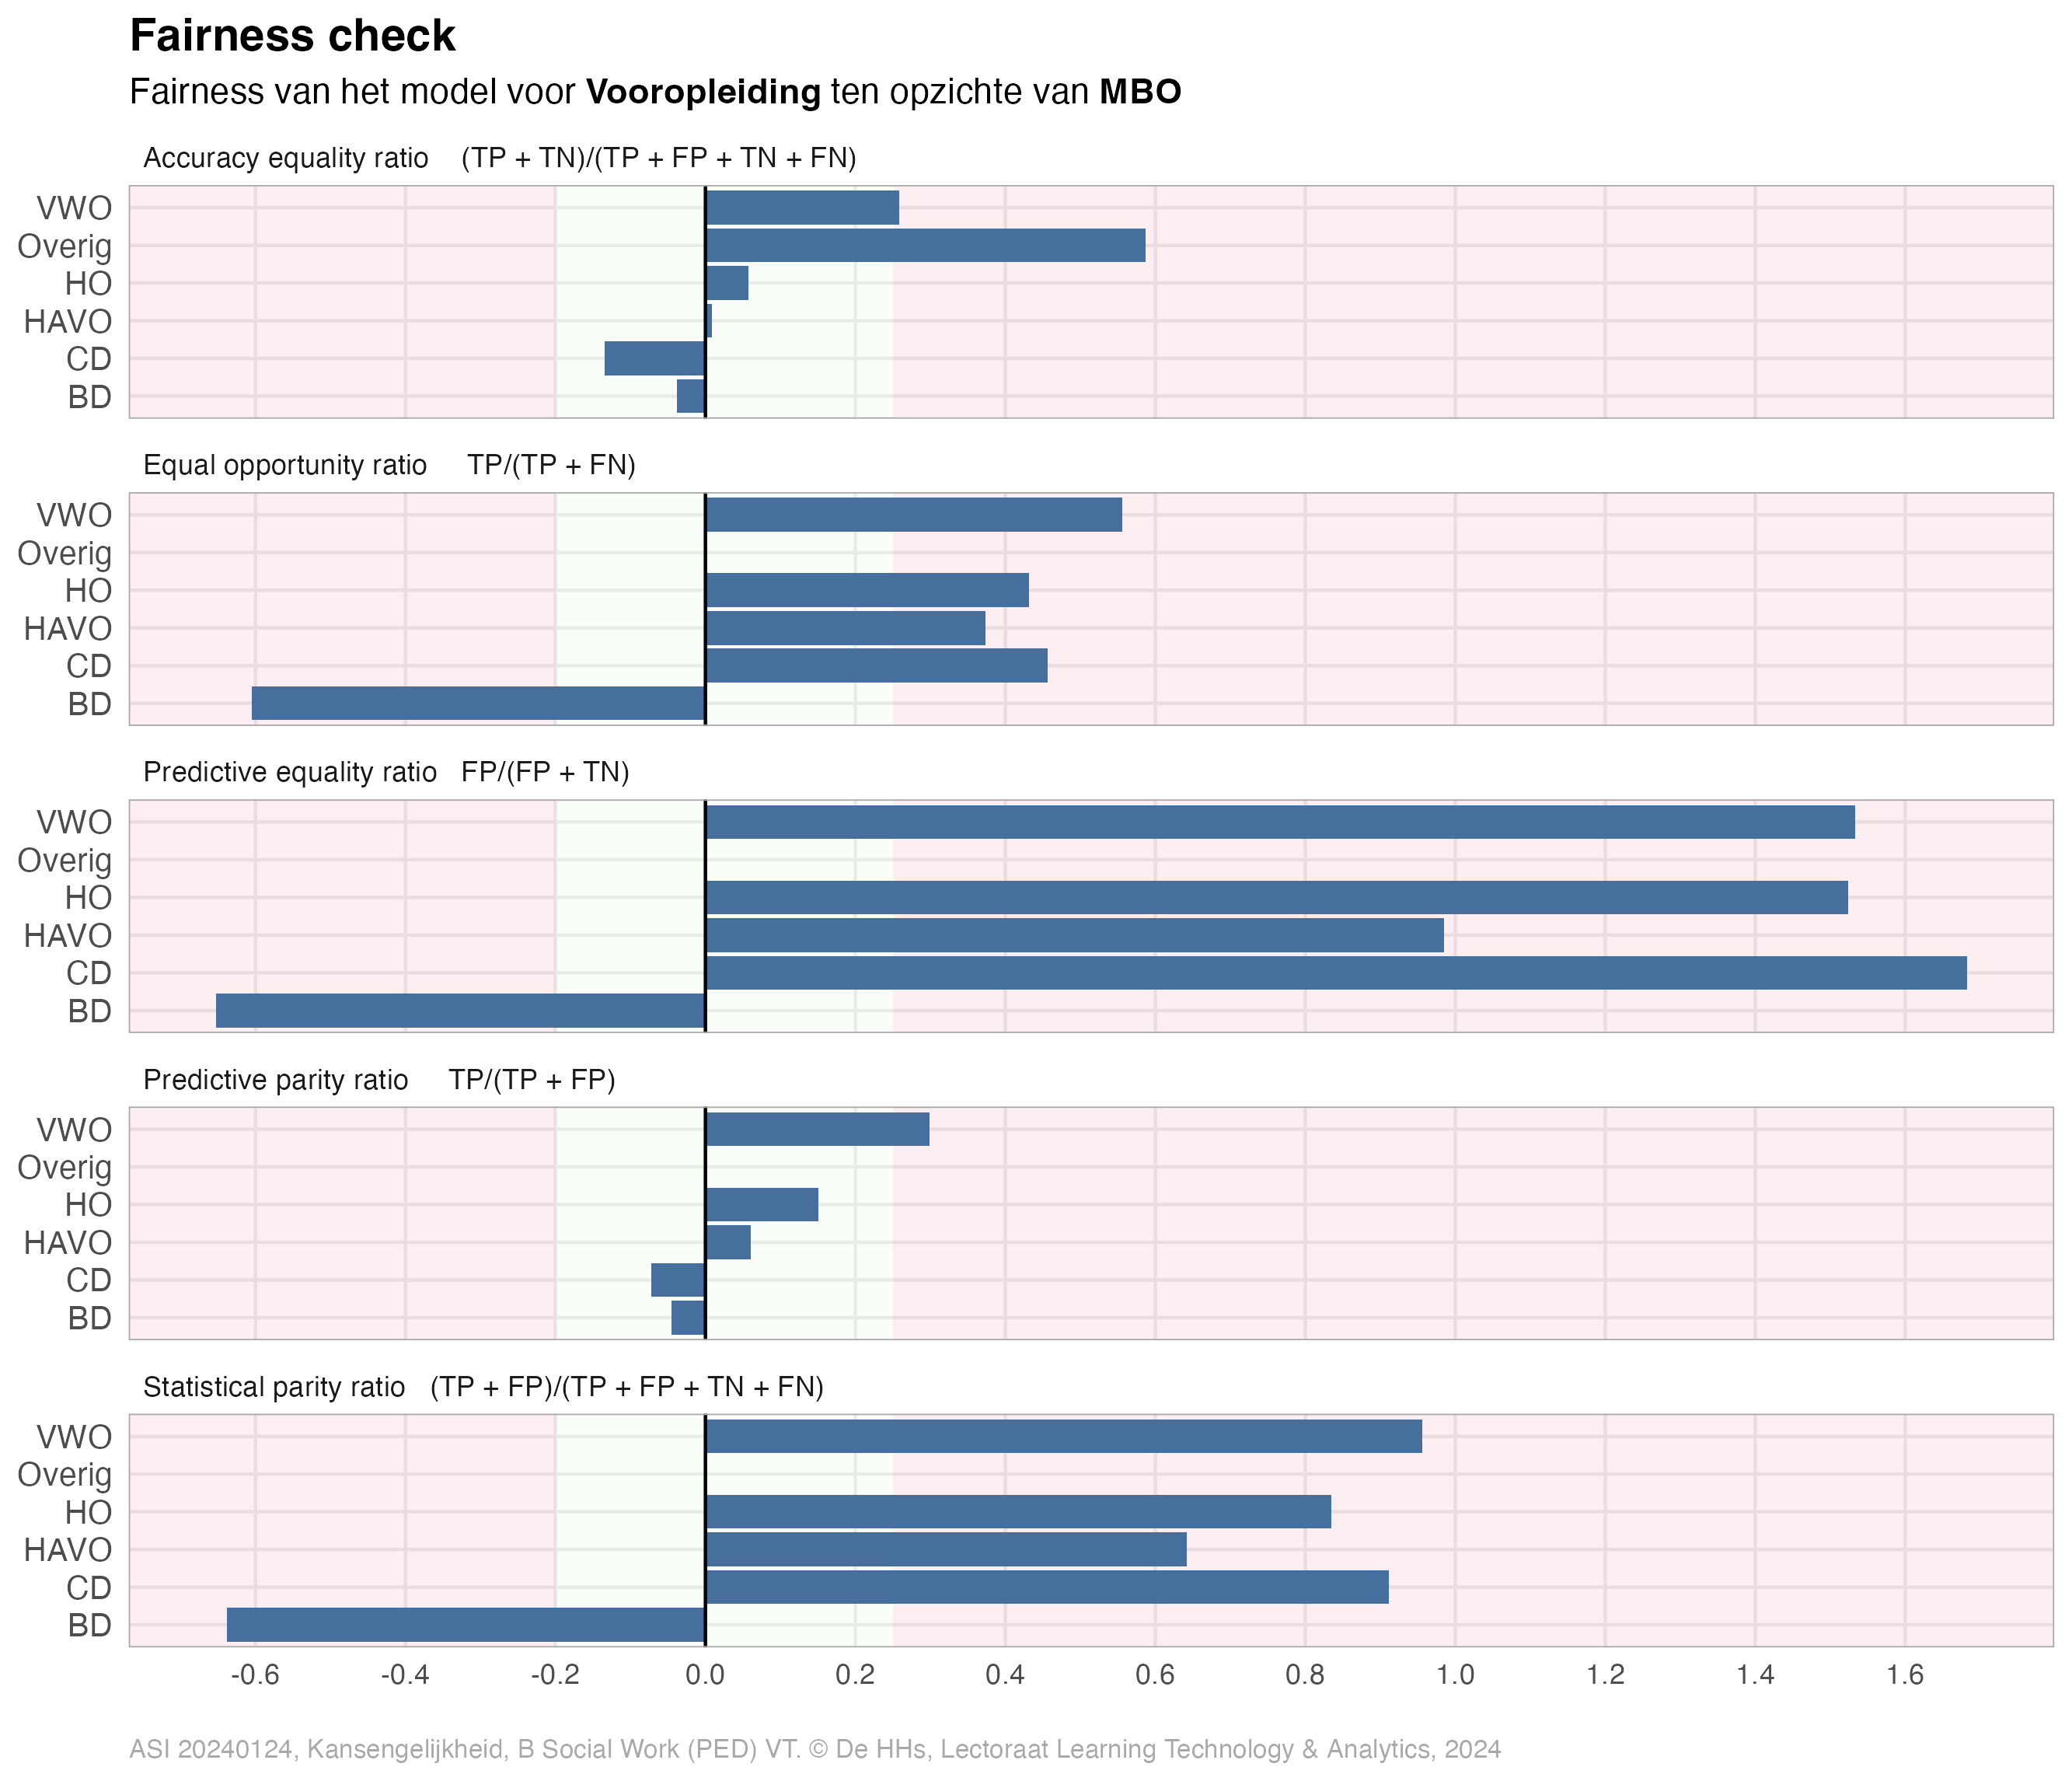 Fairness check
Fairness van het model voor Vooropleiding ten opzichte van MBO
Accuracy equality ratio (TP + TN)/(TP + FP + TN + FN)
VWO
Overig
HO
HAVO
CD
BD
Equal opportunity ratio TP/(TP + FN)
VWO
Overig
HO
HAVO
CD
BD
Predictive equality ratio FP/(FP + TN)
VWO
Overig
HO
HAVO
CD
BD
Predictive parity ratio TP/(TP + FP)
VWO
Overig
HO
HAVO
CD
BD
Statistical parity ratio (TP + FP)/(TP + FP + TN + FN)
VWO
Overig
HO
HAVO
CD
BD
-0.6 -0.4 -0.2 0.0 0.2 0.4 0.6 0.8 1.0 1.2 1.4 1.6
ASI 20240124, Kansengelijkheid, B Social Work (PED) VT. © De HHs, Lectoraat Learning Technology & Analytics, 2024